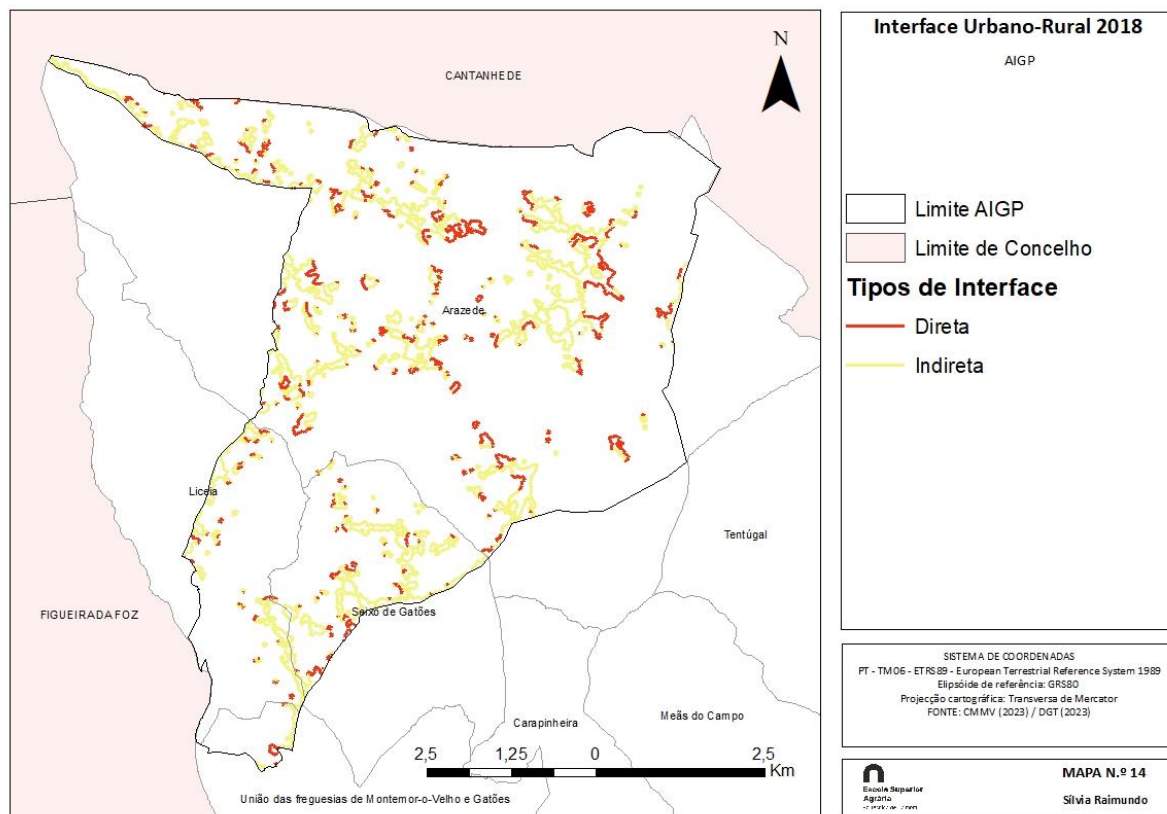 Interface Urbano-Rural 2018
AIGP
N
CANTANHEDE
Limite AIGP
Limite de Concelho
Tipos de Interface
Direta
Indireta
Arazede
Liceia
Tentúgal
FIGUEIRA DA FOZ
Seixo de Gatões
Carapinheira
Meãs do Campo
2,5 1,25 0 2,5
Km
União das freguesias de Montemor-o-Velho e Gatões
SISTEMA DE COORDENADAS
PT - TM06 - ETRS89 - European Terrestrial Reference System 1989
Elipsóide de referência: GRS80
Projecção cartográfica: Transversa de Mercator
FONTE: CMMV (2023) / DGT (2023)
Escola Superior
Agrária
MAPA N.º 14
Sílvia Raimundo